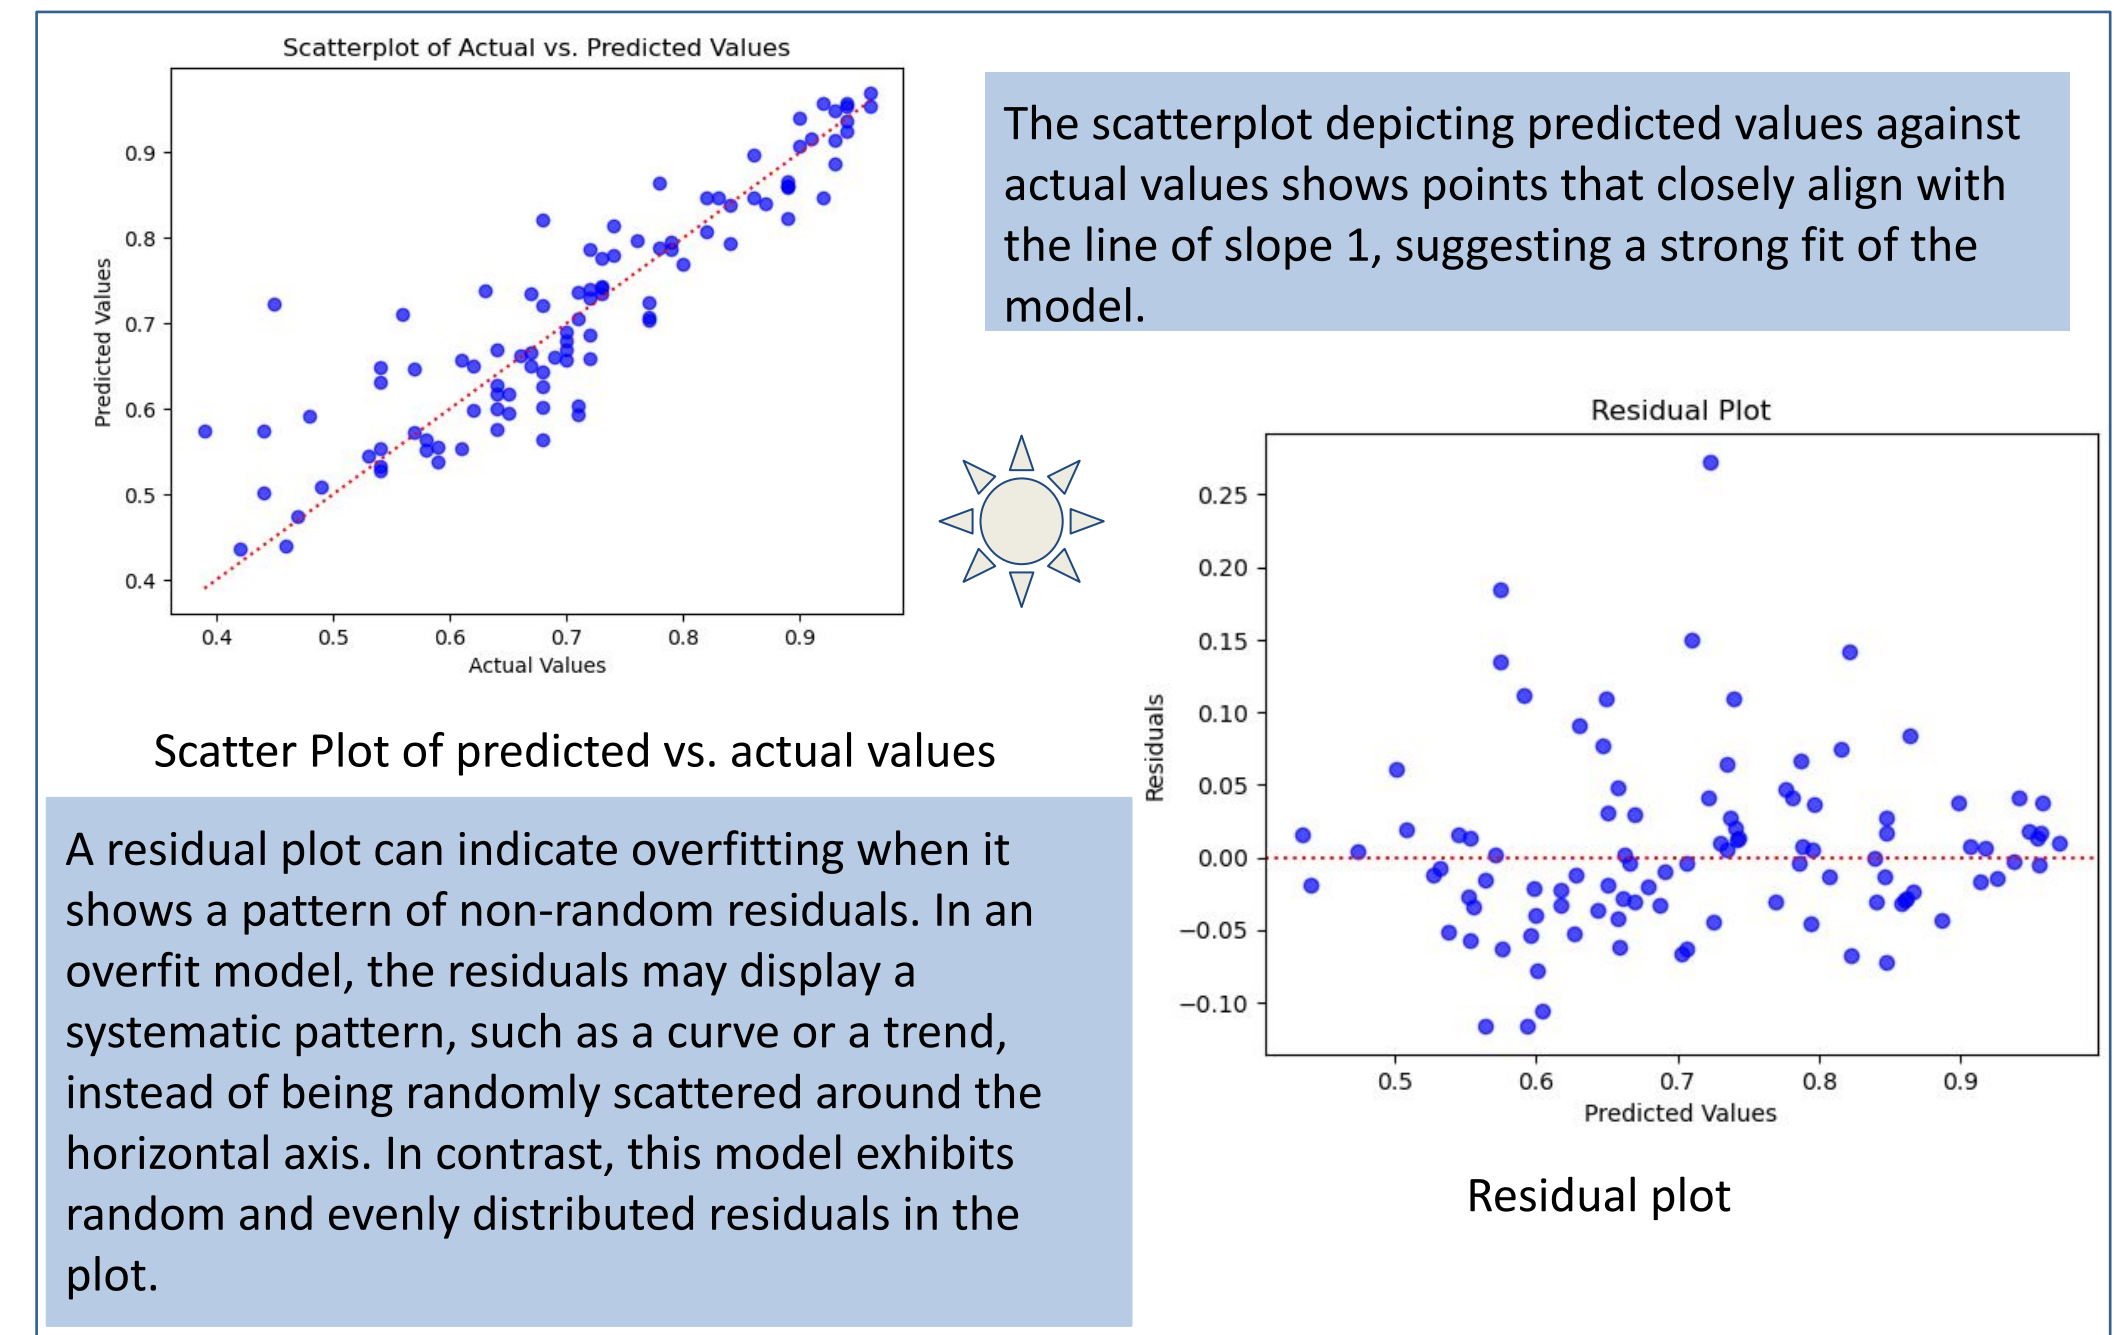 Scatterplot of Actual vs. Predicted Values
0.9
0.8
0.7
0.6
0.5
0.4
Predicted Values
0.4 0.5 0.6 0.7 0.8 0.9
Actual Values
Scatter Plot of predicted vs. actual values
The scatterplot depicting predicted values against
actual values shows points that closely align with
the line of slope 1, suggesting a strong fit of the
model.
A residual plot can indicate overfitting when it
shows a pattern of non-random residuals. In an
overfit model, the residuals may display a
systematic pattern, such as a curve or a trend,
instead of being randomly scattered around the
horizontal axis. In contrast, this model exhibits
random and evenly distributed residuals in the
plot.
Residual Plot
0.25
0.20
0.15
0.10
0.05
0.00
−0.05
−0.10
Residuals
0.5 0.6 0.7 0.8 0.9
Predicted Values
Residual plot